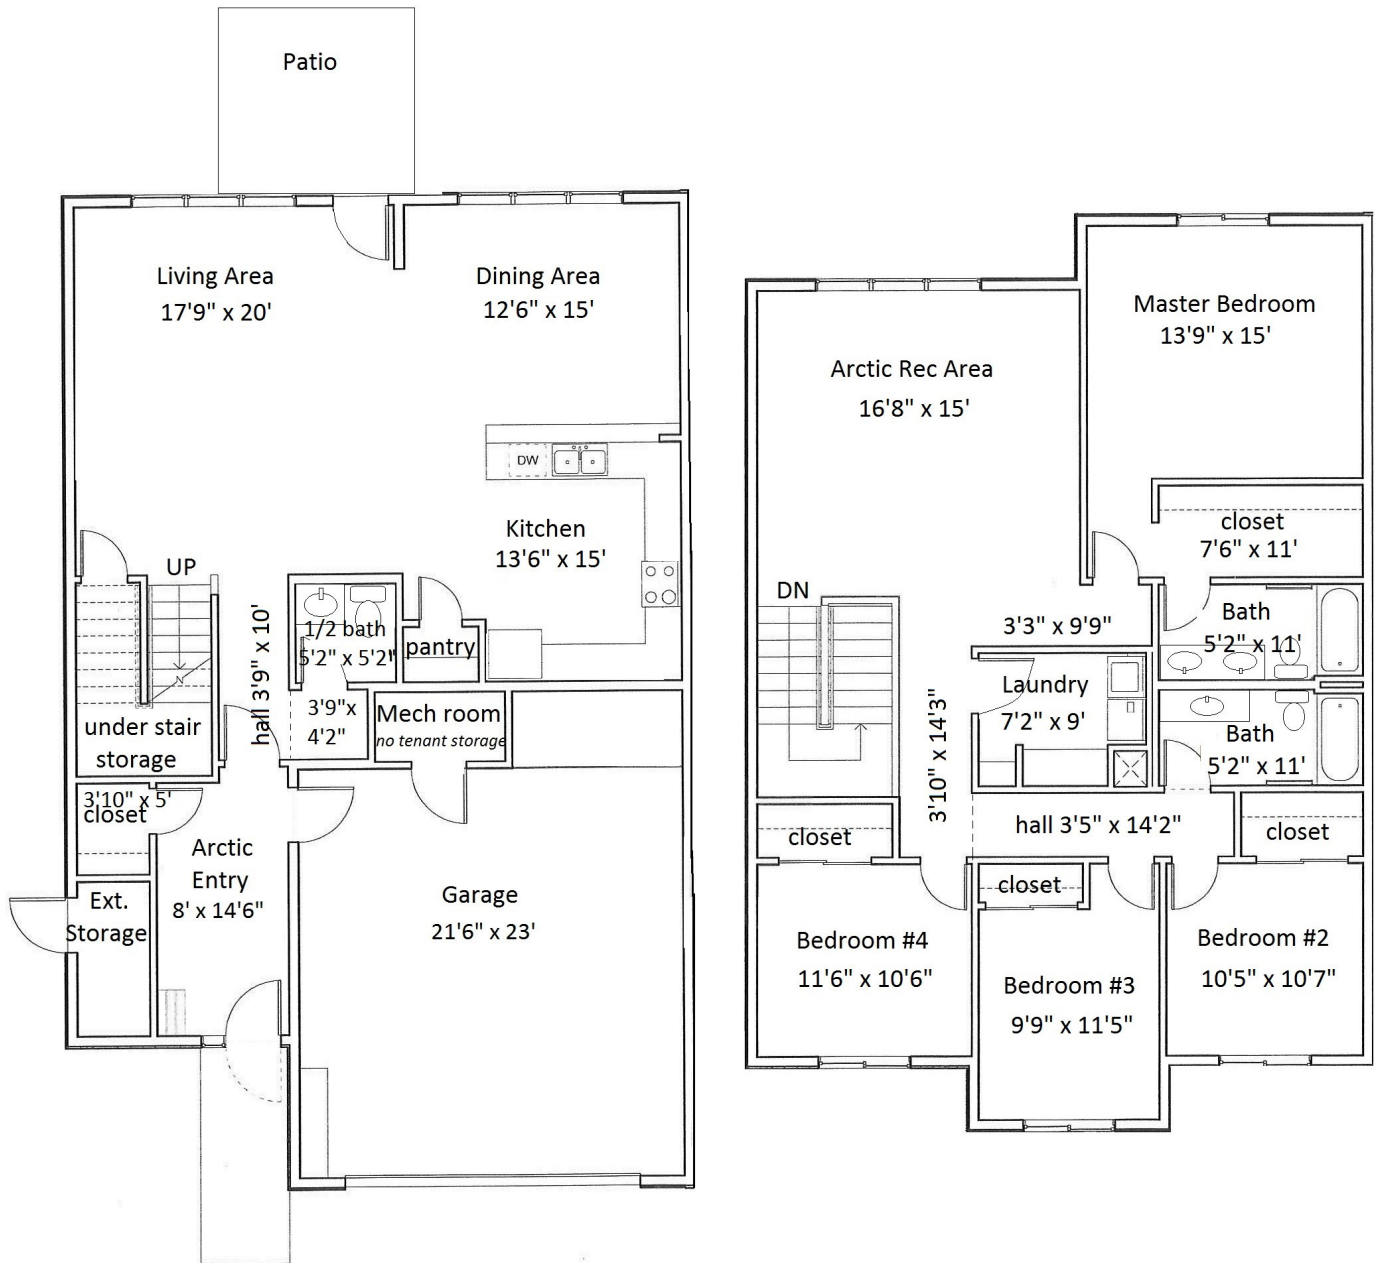 Patio
Living Area
17'9" x 20'
Dining Area
12'6" x 15'
DW
Kitchen
13'6" x 15'
UP
hall 3'9" x 10'
1/2 bath
5'2" x 5'2"
pantry
under stair
storage
3'9"x
4'2"
Mech room
no tenant storage
3'10" x 5'
closet
Arctic
Entry
8' x 14'6"
Ext.
Storage
Garage
21'6" x 23'
Master Bedroom
13'9" x 15'
Arctic Rec Area
16'8" x 15'
closet
7'6" x 11'
DN
3'3" x 9'9"
Bath
5'2" x 11'
Laundry
7'2" x 9'
Bath
5'2" x 11'
3'10" x 14'3"
hall 3'5" x 14'2"
closet
closet
closet
Bedroom #4
11'6" x 10'6"
Bedroom #3
9'9" x 11'5"
Bedroom #2
10'5" x 10'7"